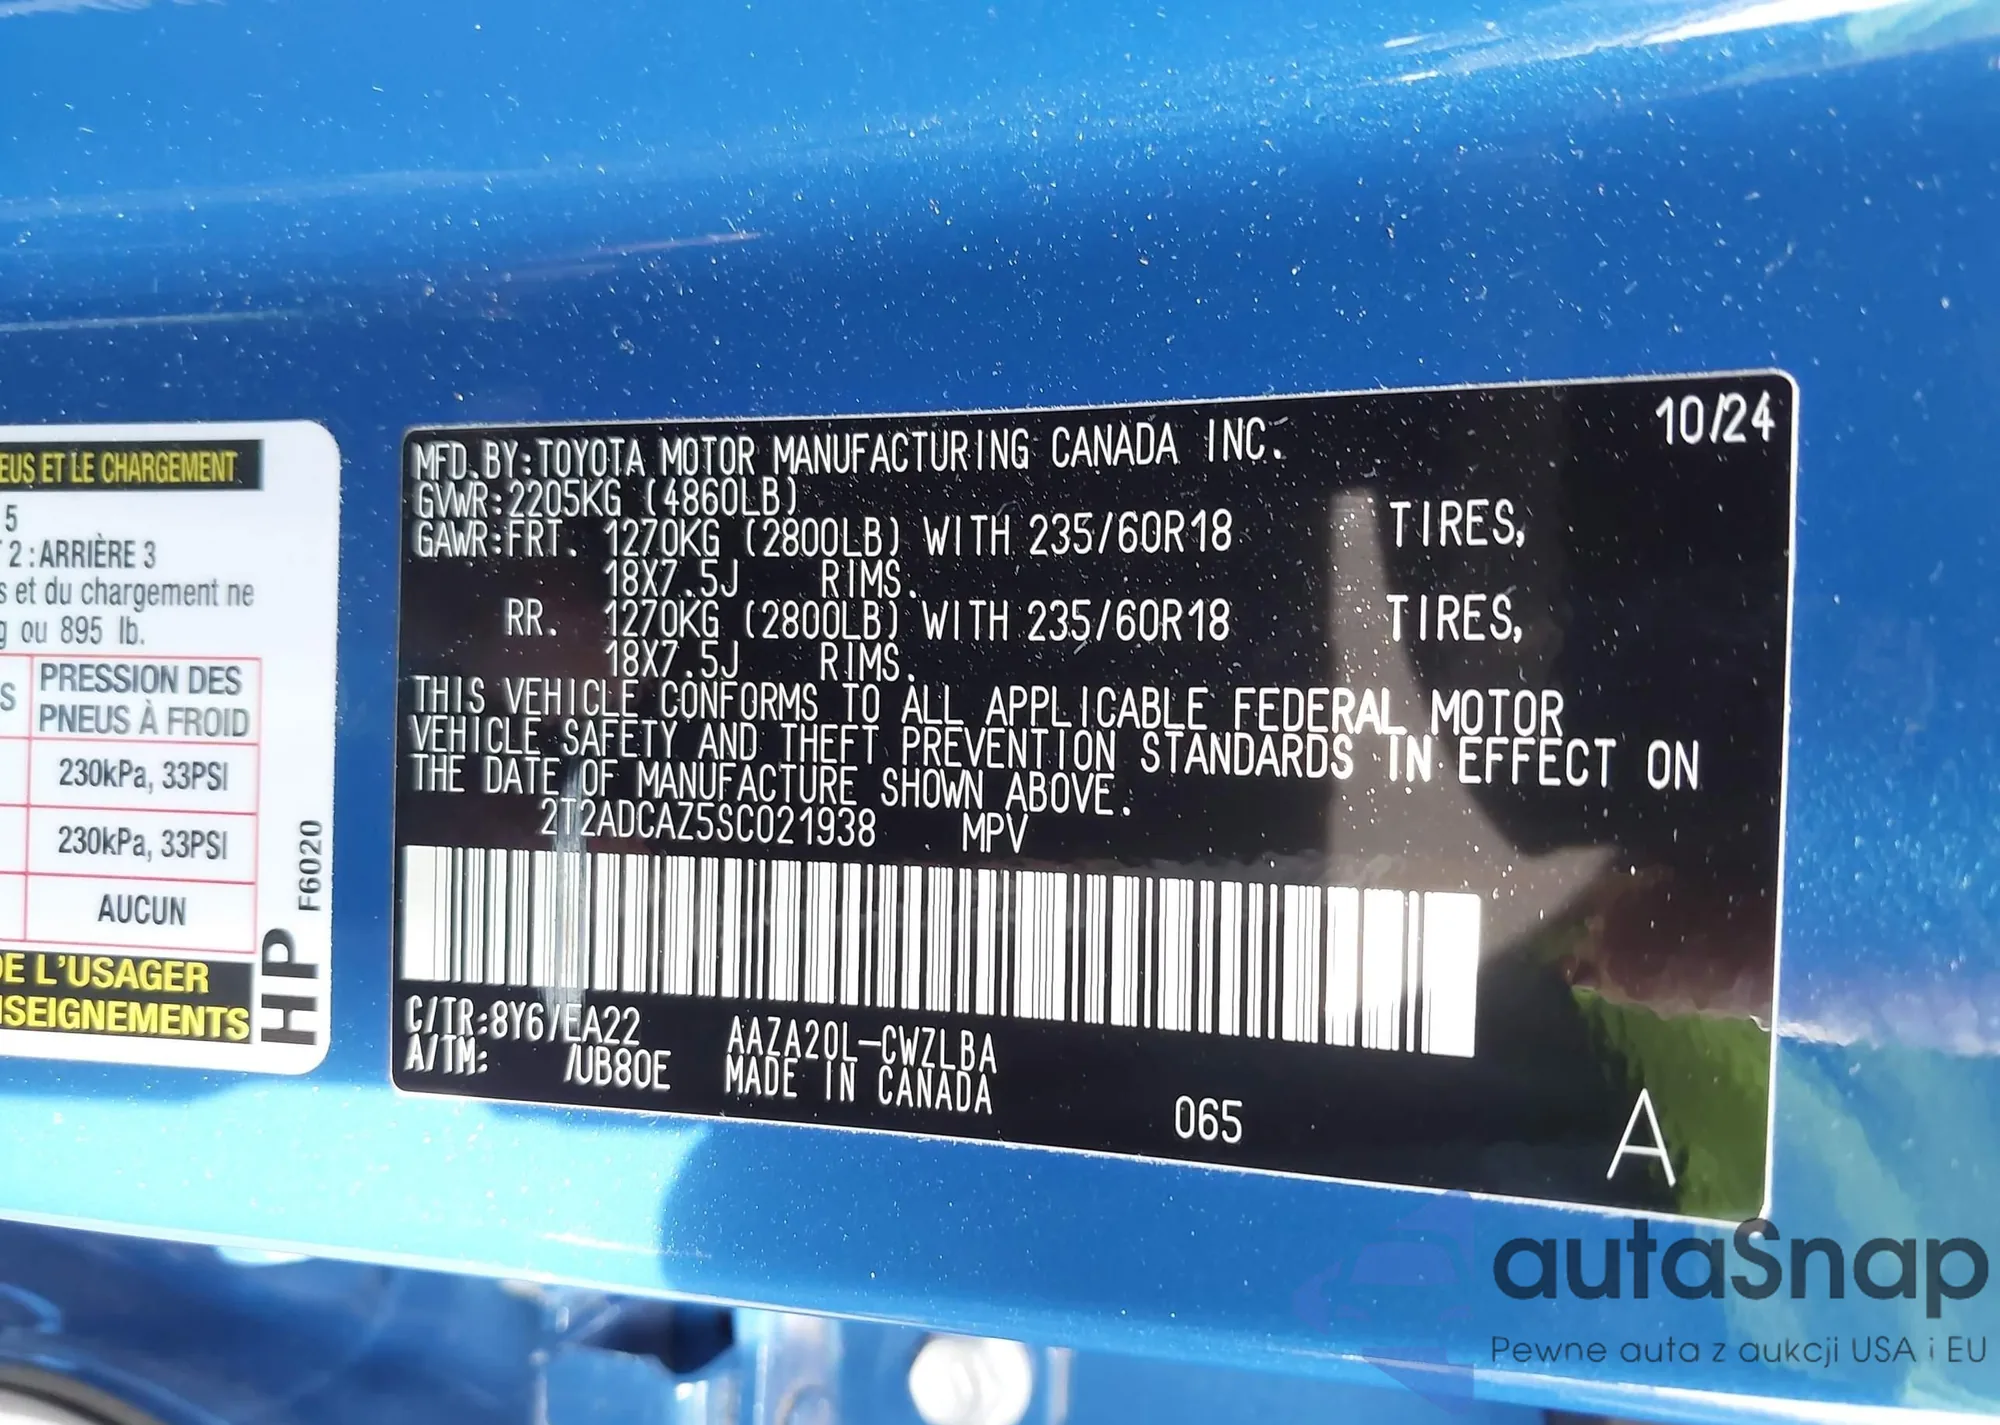 EUS ET LE CHARGEMENT
5
2 : ARRIÈRE 3
s et du chargement ne
ou 895 lb.
S
PRESSION DES
PNEUS À FROID
230kPa, 33PSI
230kPa, 33PSI
AUCUN
DE L'USAGER
NSEIGNEMENTS
HP
F6020
10/24
MFD.BY:TOYOTA MOTOR MANUFACTURING CANADA INC.
GVWR:2205KG (4860LB)
GAWR:FRT. 1270KG (2800LB) WITH 235/60R18 TIRES,
18X7.5J RIMS.
RR. 1270KG (2800LB) WITH 235/60R18 TIRES,
18X7.5J RIMS.
THIS VEHICLE CONFORMS TO ALL APPLICABLE FEDERAL MOTOR
VEHICLE SAFETY AND THEFT PREVENTION STANDARDS IN EFFECT ON
THE DATE OF MANUFACTURE SHOWN ABOVE.
2T2ADCAZ5SC021938 MPV
C/TR:8Y6/EA22 AAZA20L-CWZLBA
A/TM: /UB80E MADE IN CANADA
065
A
autaSnap
Pewne auta z aukcji USA i EU